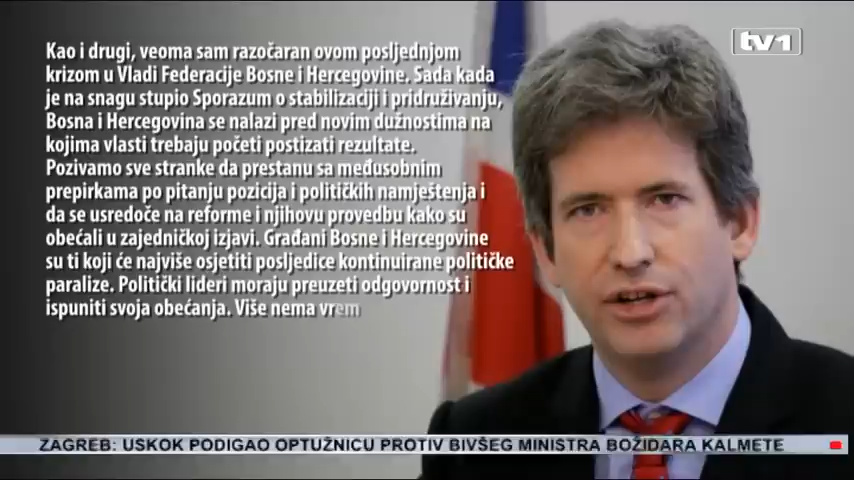 tv1
Kao i drugi, veoma sam razočaran ovom posljednjom
krizom u Vladi Federacije Bosne i Hercegovine. Sada kada
je na snagu stupio Sporazum o stabilizaciji i pridruživanju,
Bosna i Hercegovina se nalazi pred novim dužnostima na
kojima vlasti trebaju početi postizati rezultate.
Pozivamo sve stranke da prestanu sa međusobnim
prepirkama po pitanju pozicija i političkih namještenja i
da se usredoče na reforme i njihovu provedbu kako su
obećali u zajedničkoj izjavi. Građani Bosne i Hercegovine
su ti koji će najviše osjetiti posljedice kontinuirane političke
paralize. Politički lideri moraju preuzeti odgovornost i
ispuniti svoja obećanja. Više nema vrem
ZAGREB: USKOK PODIGAO OPTUŽNICU PROTIV BIVŠEG MINISTRA BOŽIDARA KALMETE